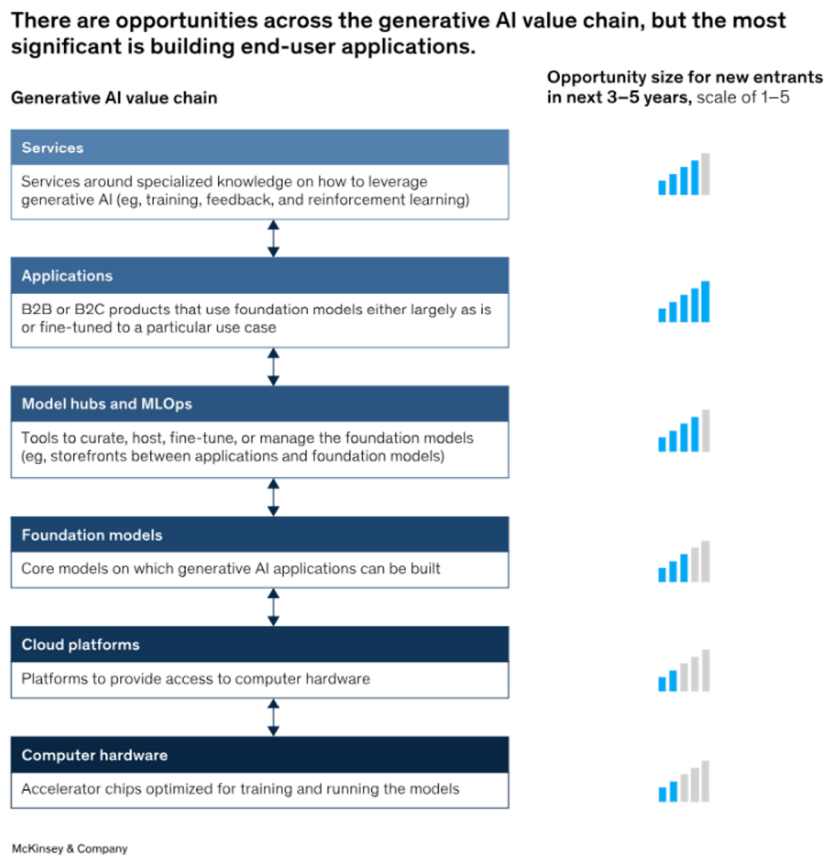 There are opportunities across the generative AI value chain, but the most
significant is building end-user applications.
Generative AI value chain
Opportunity size for new entrants
in next 3–5 years, scale of 1–5
Services
Services around specialized knowledge on how to leverage
generative AI (eg, training, feedback, and reinforcement learning)
Applications
B2B or B2C products that use foundation models either largely as is
or fine-tuned to a particular use case
Model hubs and MLOps
Tools to curate, host, fine-tune, or manage the foundation models
(eg, storefronts between applications and foundation models)
Foundation models
Core models on which generative AI applications can be built
Cloud platforms
Platforms to provide access to computer hardware
Computer hardware
Accelerator chips optimized for training and running the models
McKinsey & Company